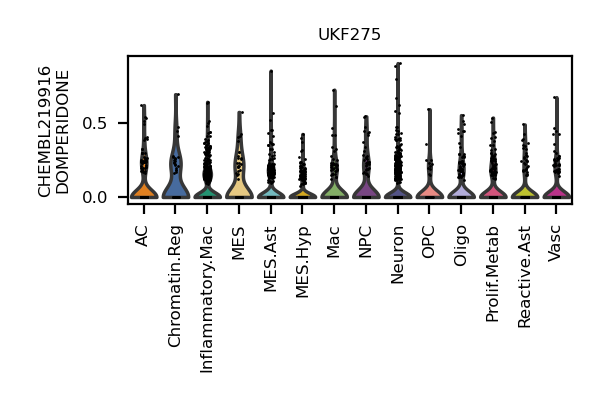 UKF275
CHEMBL219916
DOMPERIDONE
0.5
0.0
AC
Chromatin.Reg
Inflammatory.Mac
MES
MES.Ast
MES.Hyp
Mac
NPC
Neuron
OPC
Oligo
Prolif.Metab
Reactive.Ast
Vasc